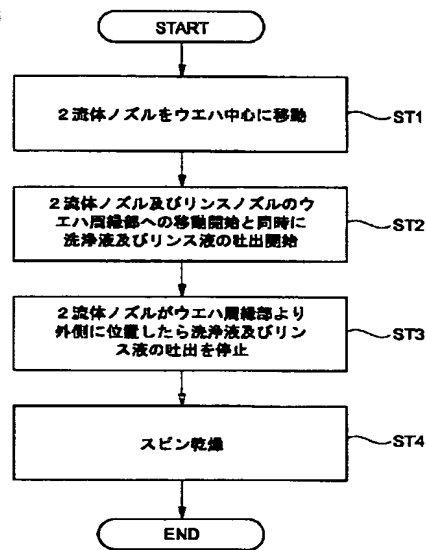 START
2流体ノズルをウエハ中心に移動
ST1
2流体ノズル及びリンスノズルのウ
エハ周縁部への移動開始と同時に
洗浄液及びリンス液の吐出開始
ST2
2流体ノズルがウエハ周縁部より
外側に位置したら洗浄液及びリン
ス液の吐出を停止
ST3
スピン乾燥
ST4
END